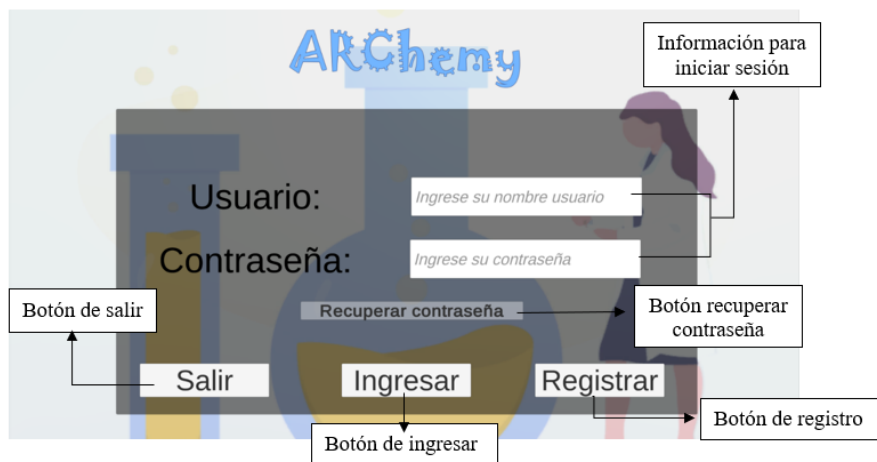 ARChemy
Información para
iniciar sesión
Usuario:
Ingrese su nombre usuario
Contraseña:
Ingrese su contraseña
Botón de salir
Recuperar contraseña
Botón recuperar
contraseña
Salir
Ingresar
Registrar
Botón de registro
Botón de ingresar